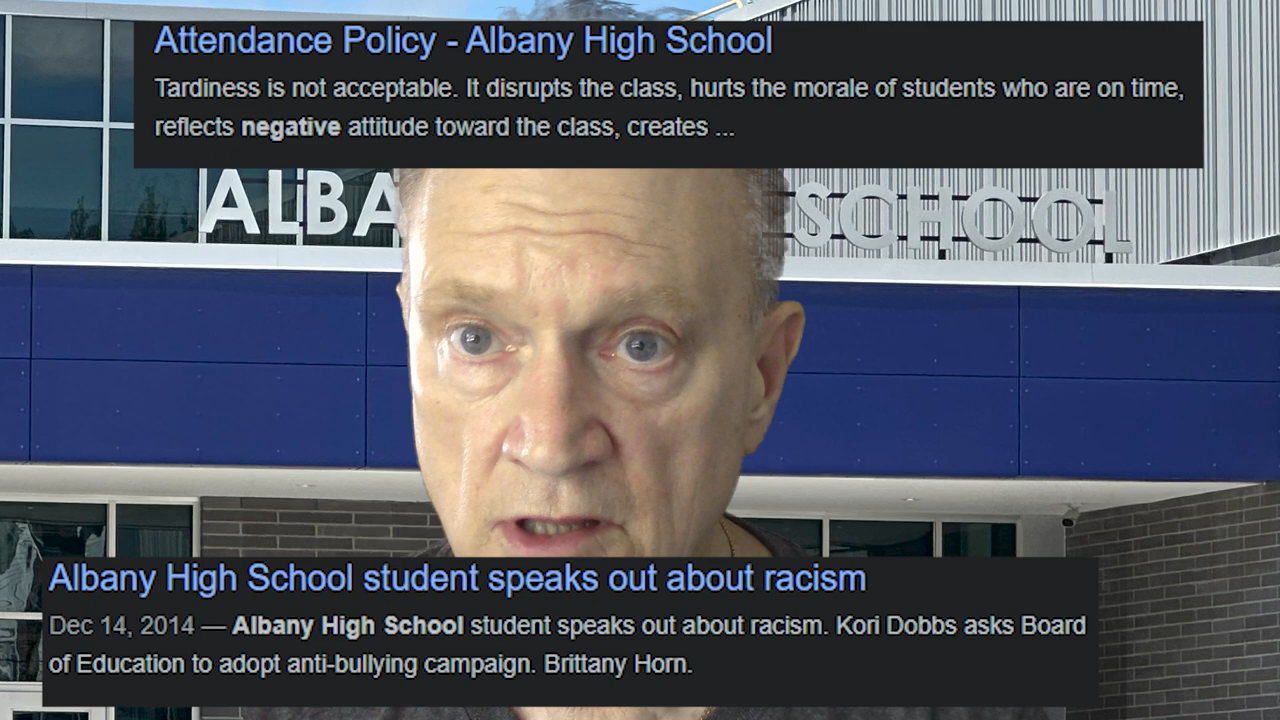 Attendance Policy - Albany High School
Tardiness is not acceptable. It disrupts the class, hurts the morale of students who are on time,
reflects negative attitude toward the class, creates ...
ALBA SCHOOL
Albany High School student speaks out about racism
Dec 14, 2014 — Albany High School student speaks out about racism. Kori Dobbs asks Board
of Education to adopt anti-bullying campaign. Brittany Horn.